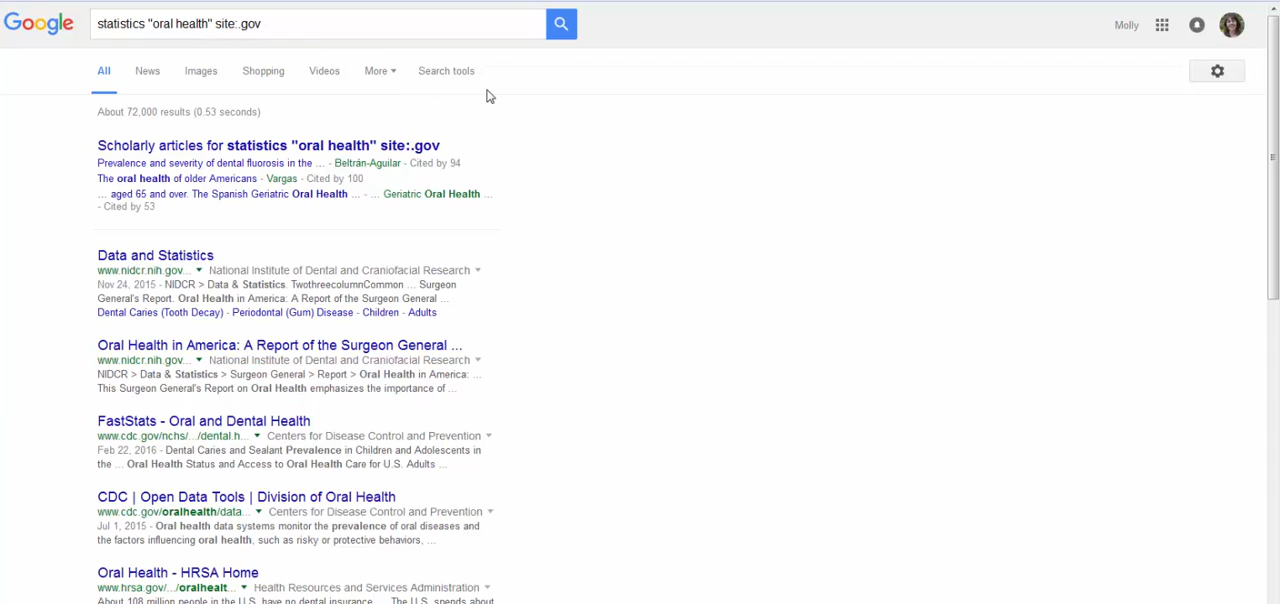 Google statistics "oral health" site:.gov Molly
All News Images Shopping Videos More Search tools
About 72,000 results (0.53 seconds)
Scholarly articles for statistics "oral health" site:.gov
Prevalence and severity of dental fluorosis in the ... - Beltrán-Aguilar - Cited by 94
The oral health of older Americans - Vargas - Cited by 100
... aged 65 and over. The Spanish Geriatric Oral Health ... - ... Geriatric Oral Health ...
- Cited by 53
Data and Statistics
www.nidcr.nih.gov... National Institute of Dental and Craniofacial Research
Nov 24, 2015 - NIDCR > Data & Statistics. TwothreecolumnCommon ... Surgeon
General's Report. Oral Health in America: A Report of the Surgeon General ...
Dental Caries (Tooth Decay) - Periodontal (Gum) Disease - Children - Adults
Oral Health in America: A Report of the Surgeon General ...
www.nidcr.nih.gov... National Institute of Dental and Craniofacial Research
NIDCR > Data & Statistics > Surgeon General > Report > Oral Health in America: ...
This Surgeon General's Report on Oral Health emphasizes the importance of ...
FastStats - Oral and Dental Health
www.cdc.gov/nchs/.../dental.h... Centers for Disease Control and Prevention
Feb 22, 2016 - Dental Caries and Sealant Prevalence in Children and Adolescents in
the ... Oral Health Status and Access to Oral Health Care for U.S. Adults ...
CDC | Open Data Tools | Division of Oral Health
www.cdc.gov/oralhealth/data... Centers for Disease Control and Prevention
Jul 1, 2015 - Oral health data systems monitor the prevalence of oral diseases and
the factors influencing oral health, such as risky or protective behaviors, ...
Oral Health - HRSA Home
www.hrsa.gov/.../oralhealt... Health Resources and Services Administration
About 108 million people in the U.S. have no dental insurance. ... The U.S. spends about